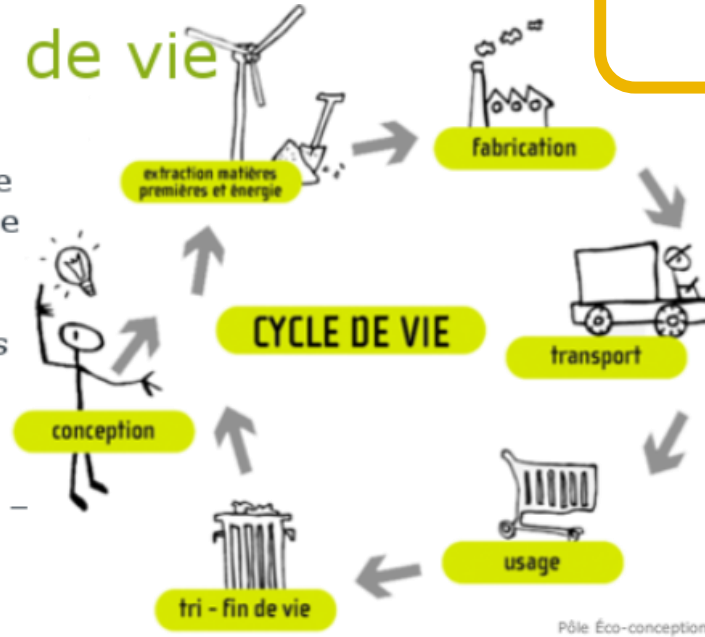 de vie
extraction matières
premières et énergie
fabrication
e
e
CYCLE DE VIE
transport
s
conception
–
usage
tri - fin de vie
Pôle Éco-conception